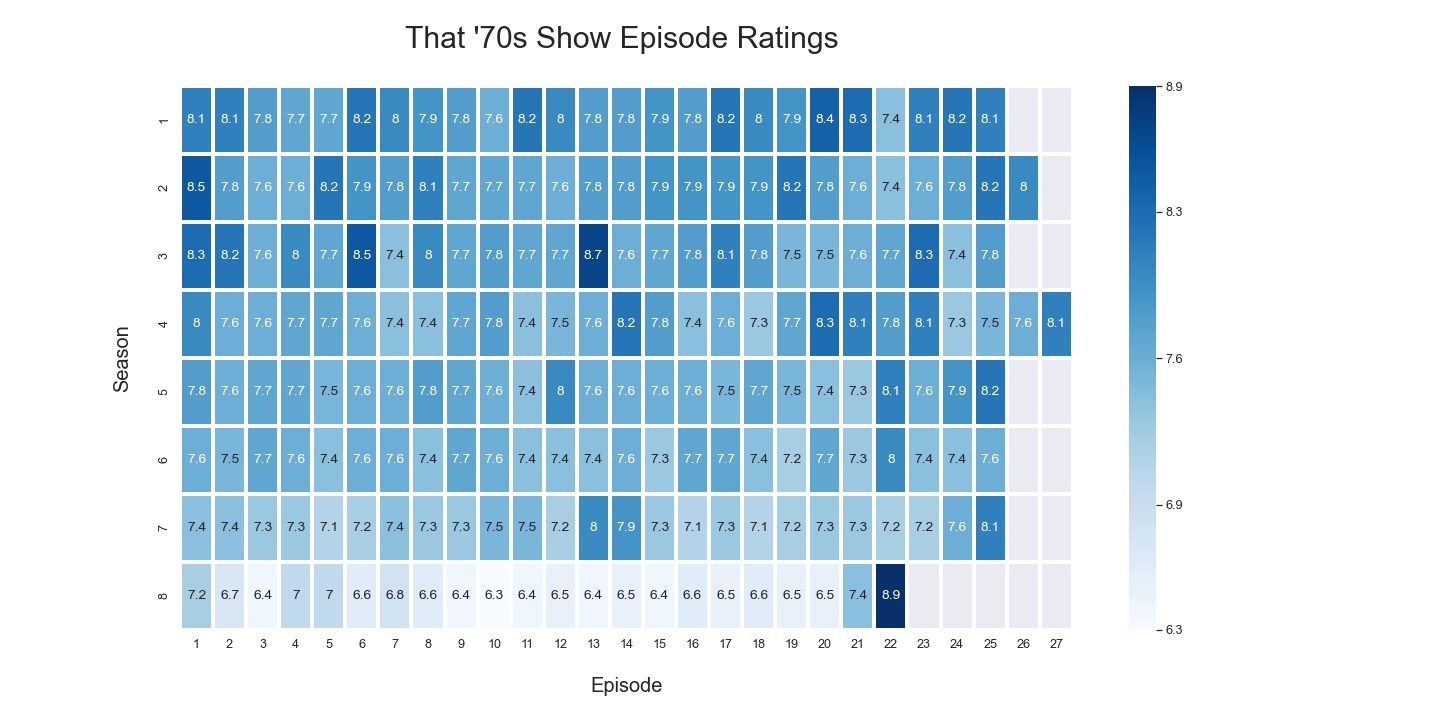 That '70s Show Episode Ratings
8.9
1 8.1 8.1 7.8 7.7 7.7 8.2 8 7.9 7.8 7.6 8.2 8 7.8 7.8 7.9 7.8 8.2 8 7.9 8.4 8.3 7.4 8.1 8.2 8.1
2 8.5 7.8 7.6 7.6 8.2 7.9 7.8 8.1 7.7 7.7 7.7 7.6 7.8 7.8 7.9 7.9 7.9 7.9 8.2 7.8 7.6 7.4 7.6 7.8 8.2 8
8.3
3 8.3 8.2 7.6 8 7.7 8.5 7.4 8 7.7 7.8 7.7 7.7 8.7 7.6 7.7 7.8 8.1 7.8 7.5 7.5 7.6 7.7 8.3 7.4 7.8
4 8 7.6 7.6 7.7 7.7 7.6 7.4 7.4 7.7 7.8 7.4 7.5 7.6 8.2 7.8 7.4 7.6 7.3 7.7 8.3 8.1 7.8 8.1 7.3 7.5 7.6 8.1
Season
7.6
5 7.8 7.6 7.7 7.7 7.5 7.6 7.6 7.8 7.7 7.6 7.4 8 7.6 7.6 7.6 7.6 7.5 7.7 7.5 7.4 7.3 8.1 7.6 7.9 8.2
6 7.6 7.5 7.7 7.6 7.4 7.6 7.6 7.4 7.7 7.6 7.4 7.4 7.4 7.6 7.3 7.7 7.7 7.4 7.2 7.7 7.3 8 7.4 7.4 7.6
6.9
7 7.4 7.4 7.3 7.3 7.1 7.2 7.4 7.3 7.3 7.5 7.5 7.2 8 7.9 7.3 7.1 7.3 7.1 7.2 7.3 7.3 7.2 7.2 7.6 8.1
8 7.2 6.7 6.4 7 7 6.6 6.8 6.6 6.4 6.3 6.4 6.5 6.4 6.5 6.4 6.6 6.5 6.6 6.5 6.5 7.4 8.9
6.3
1 2 3 4 5 6 7 8 9 10 11 12 13 14 15 16 17 18 19 20 21 22 23 24 25 26 27
Episode